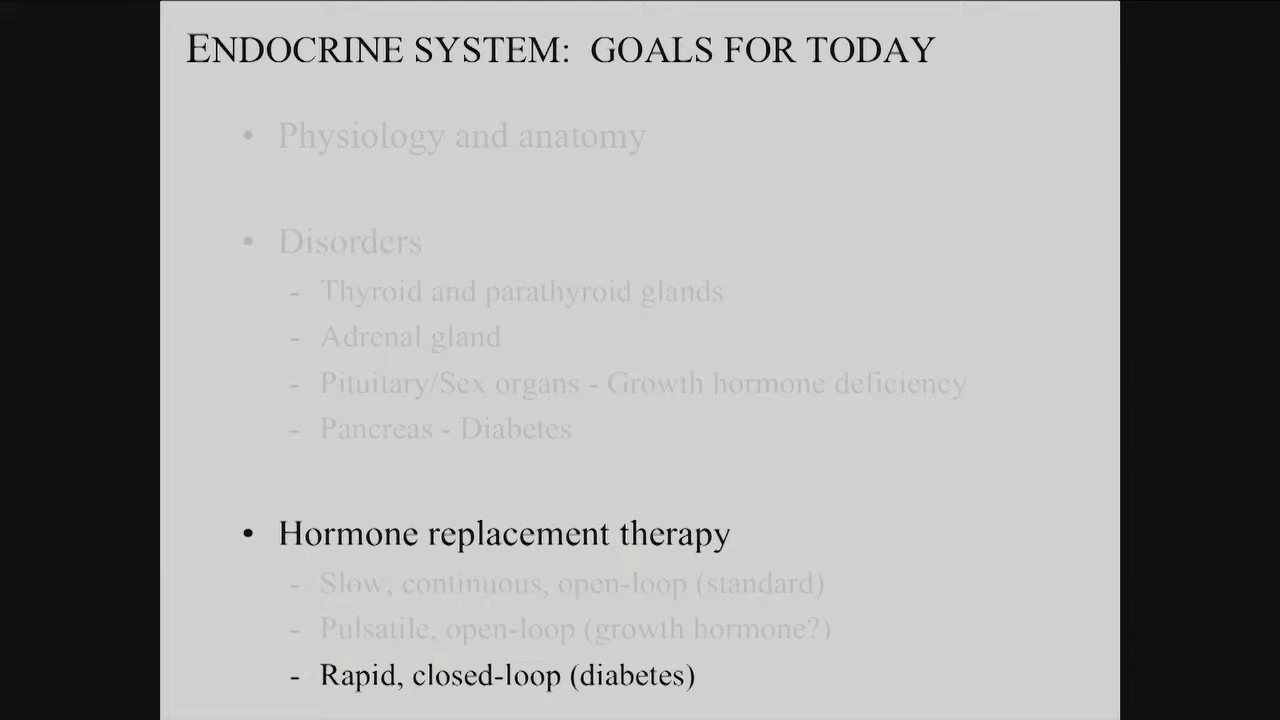 ENDOCRINE SYSTEM: GOALS FOR TODAY
• Physiology and anatomy
• Disorders
- Thyroid and parathyroid glands
- Adrenal gland
- Pituitary/Sex organs - Growth hormone deficiency
- Pancreas - Diabetes
• Hormone replacement therapy
- Slow, continuous, open-loop (standard)
- Pulsatile, open-loop (growth hormone?)
- Rapid, closed-loop (diabetes)